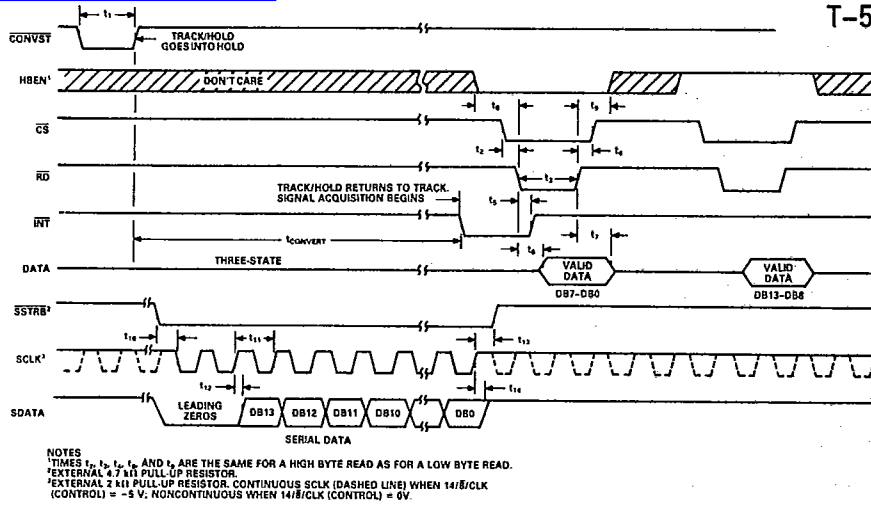 T-5
t₁
CONVST
TRACK/HOLD
GOES INTO HOLD
HBEN¹
DON'T CARE
t₈ t₉
CS
t₂ t₄
RD
t₃
TRACK/HOLD RETURNS TO TRACK.
SIGNAL ACQUISITION BEGINS
t₅
INT
tCONVERT
t₆ t₇
DATA
THREE-STATE
VALID
DATA
VALID
DATA
DB7–DB0
DB13–DB8
SSTRB²
t₁₀ t₁₁ t₁₃
SCLK³
t₁₂ t₁₄
SDATA
LEADING
ZEROS
DB13 DB12 DB11 DB10 DB0
SERIAL DATA
NOTES
¹TIMES t₂, t₃, t₄, t₈, AND t₉ ARE THE SAME FOR A HIGH BYTE READ AS FOR A LOW BYTE READ.
²EXTERNAL 4.7 kΩ PULL-UP RESISTOR.
³EXTERNAL 2 kΩ PULL-UP RESISTOR. CONTINUOUS SCLK (DASHED LINE) WHEN 14/8/CLK
(CONTROL) = –5 V; NONCONTINUOUS WHEN 14/8/CLK (CONTROL) = 0V.